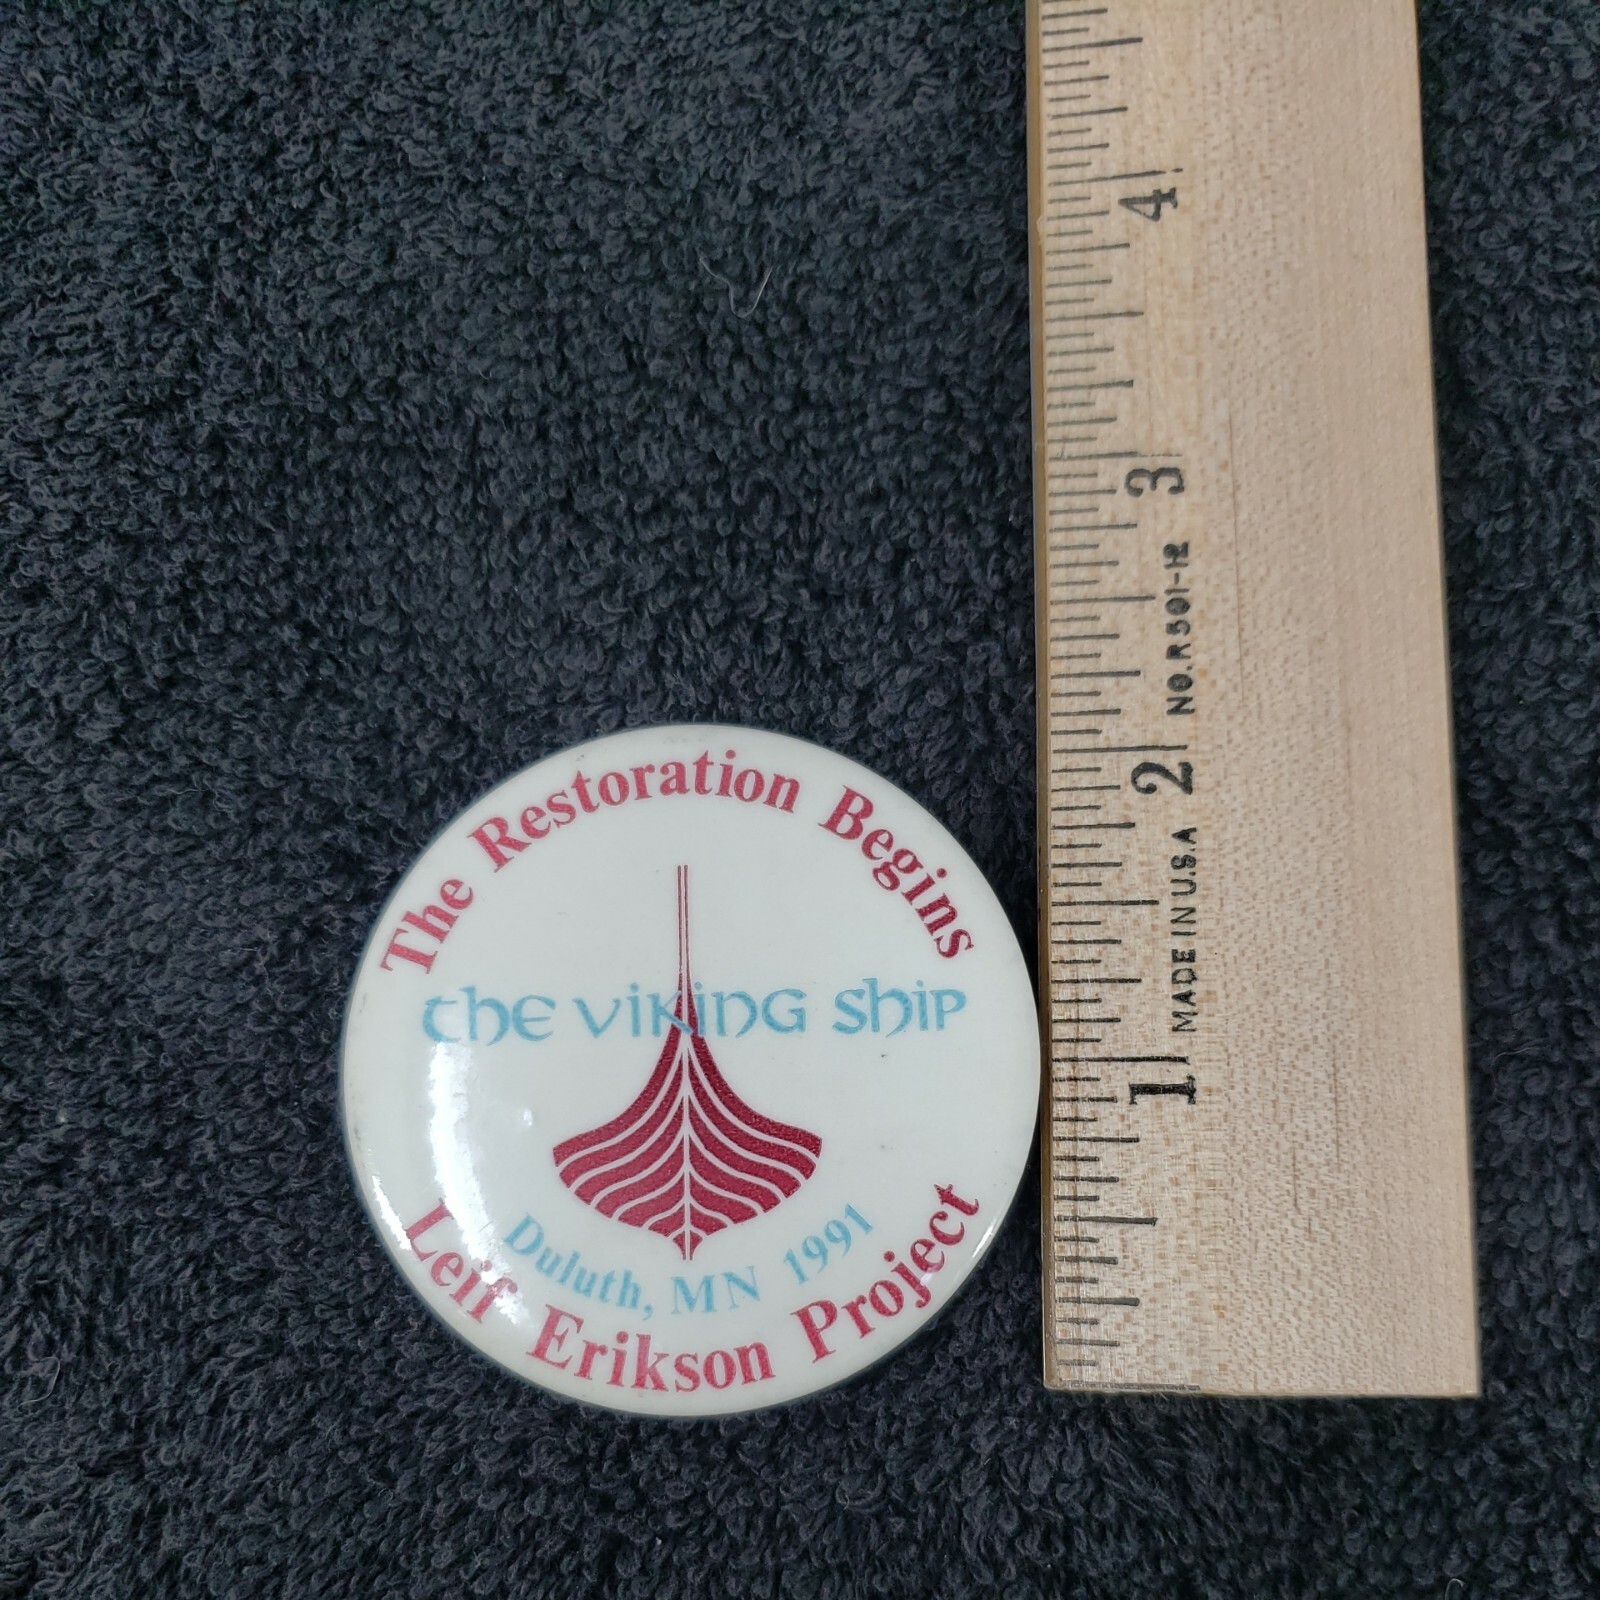 The Restoration Begins
the viking ship
Duluth, MN 1991
Leif Erikson Project
4
3
NO.R501-12
2
MADE IN U.S.A
1